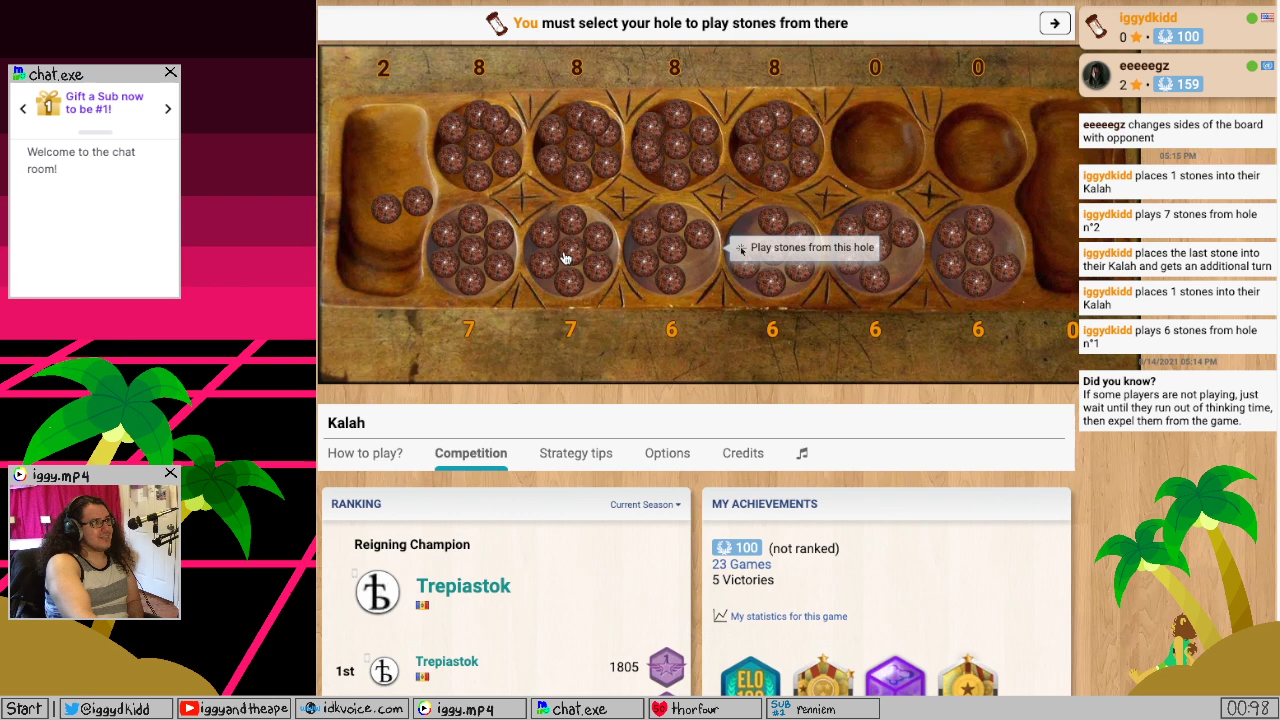 You must select your hole to play stones from there
iggydkidd
0 • 100
eeeeegz
2 • 159
chat.exe
Gift a Sub now
to be #1!
1
Welcome to the chat
room!
2 8 8 8 8 0 0
Play stones from this hole
7 7 6 6 6 6 0
eeeeegz changes sides of the board
with opponent
05:15 PM
iggydkidd places 1 stones into their
Kalah
iggydkidd plays 7 stones from hole
n°2
iggydkidd places the last stone into
their Kalah and gets an additional turn
iggydkidd places 1 stones into their
Kalah
iggydkidd plays 6 stones from hole
n°1
/14/2021 05:14 PM
Did you know?
If some players are not playing, just
wait until they run out of thinking time,
then expel them from the game.
Kalah
How to play? Competition Strategy tips Options Credits
iggy.mp4
RANKING Current Season
Reigning Champion
Trepiastok
1st Trepiastok 1805
1
MY ACHIEVEMENTS
100 (not ranked)
23 Games
5 Victories
My statistics for this game
ELO
Start @iggydkidd iggyandtheape www idkvoice.com iggy.mp4 chat.exe thorfour SUB #1 renniem 00:98